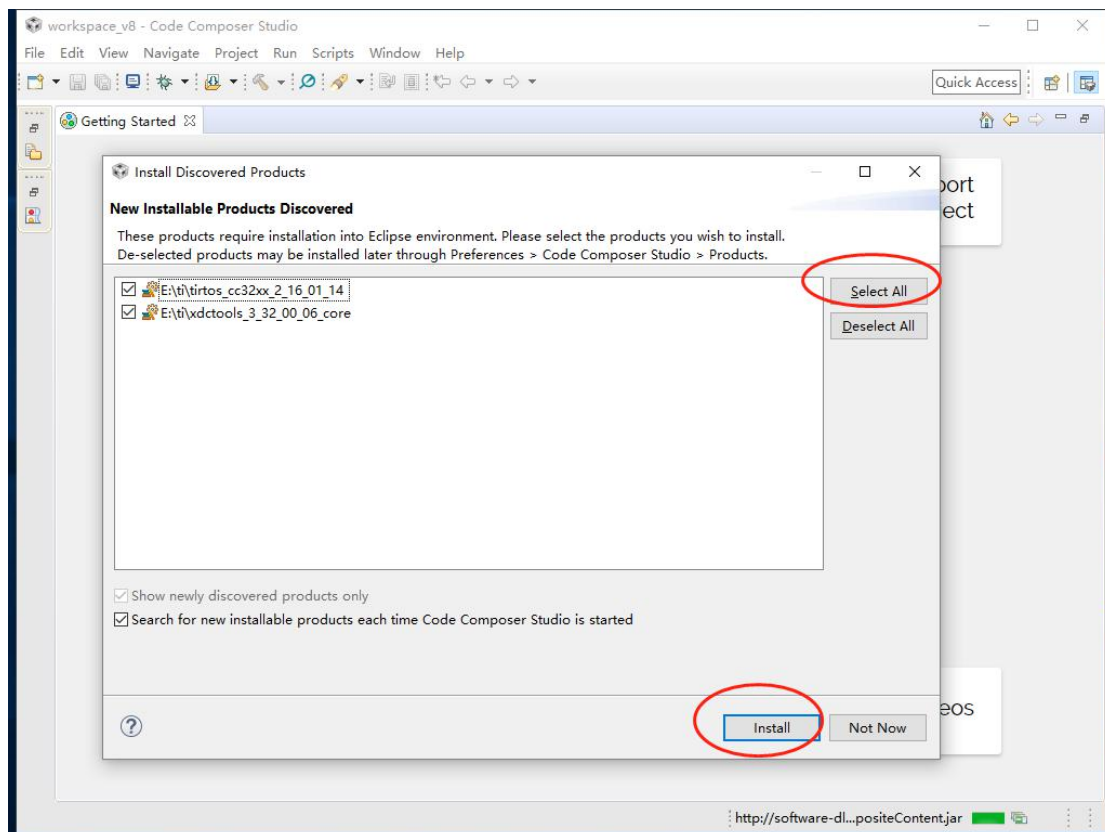 workspace_v8 - Code Composer Studio
File Edit View Navigate Project Run Scripts Window Help
Quick Access
Getting Started
Install Discovered Products
New Installable Products Discovered
These products require installation into Eclipse environment. Please select the products you wish to install.
De-selected products may be installed later through Preferences > Code Composer Studio > Products.
E:\ti\tirtos_cc32xx_2_16_01_14
E:\ti\xdctools_3_32_00_06_core
Select All
Deselect All
Show newly discovered products only
Search for new installable products each time Code Composer Studio is started
Install
Not Now
port
ect
eos
http://software-dl...positeContent.jar